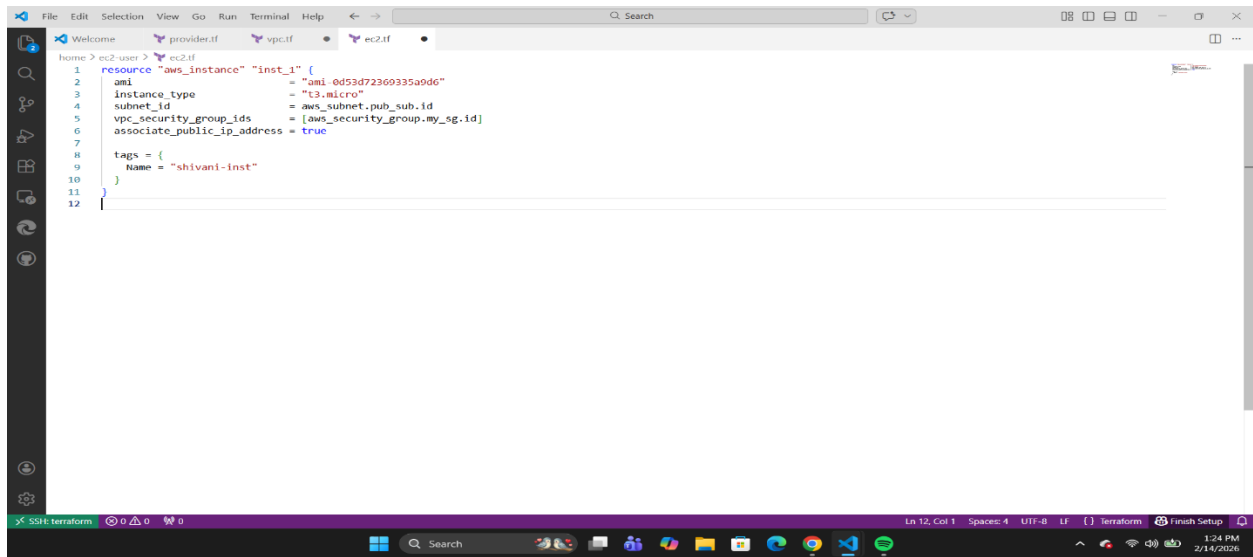 File Edit Selection View Go Run Terminal Help
Search
Welcome provider.tf vpc.tf ec2.tf
home > ec2-user > ec2.tf
1 resource "aws_instance" "inst_1" {
2 ami = "ami-0d53d72369335a9d6"
3 instance_type = "t3.micro"
4 subnet_id = aws_subnet.pub_sub.id
5 vpc_security_group_ids = [aws_security_group.my_sg.id]
6 associate_public_ip_address = true
7
8 tags = {
9 Name = "shivani-inst"
10 }
11 }
12
2
SSH: terraform 0 0 0 Ln 12, Col 1 Spaces: 4 UTF-8 LF { } Terraform Finish Setup
Search
1:24 PM
2/14/2026